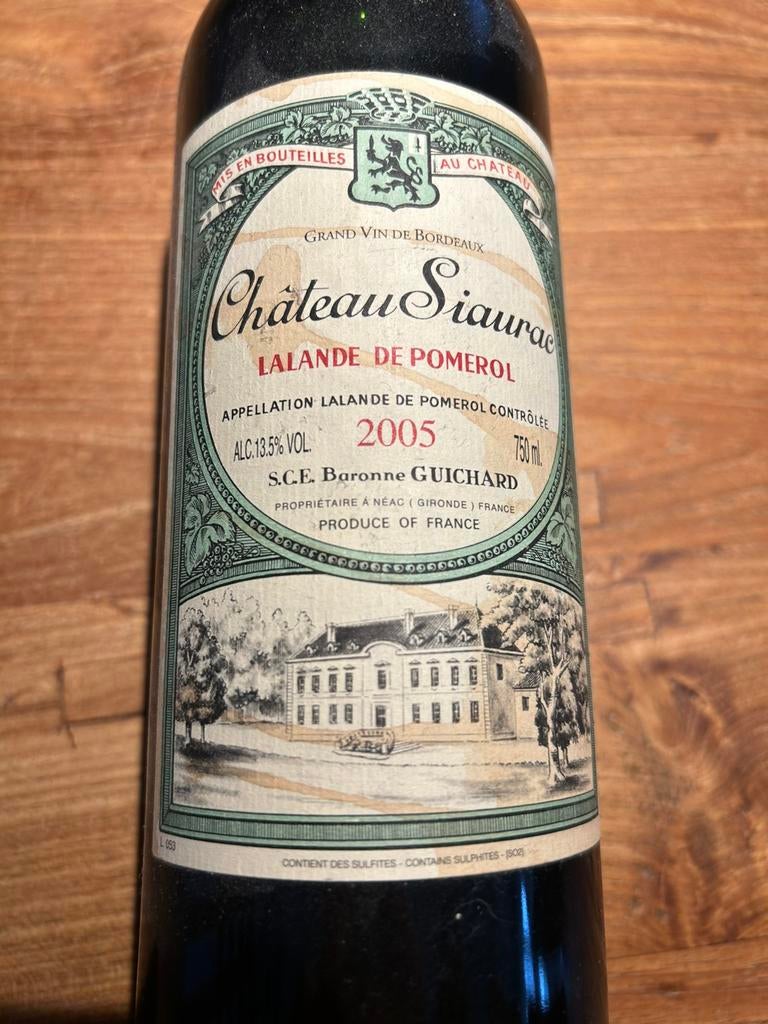 MIS EN BOUTEILLES AU CHATEAU
GRAND VIN DE BORDEAUX
Château Siaurac
LALANDE DE POMEROL
APPELLATION LALANDE DE POMEROL CONTRÔLÉE
ALC.13.5% VOL. 2005 750 ml.
S.C.E. Baronne GUICHARD
PROPRIÉTAIRE À NÉAC ( GIRONDE ) FRANCE
PRODUCE OF FRANCE
L 053
CONTIENT DES SULFITES - CONTAINS SULPHITES - (SO2)